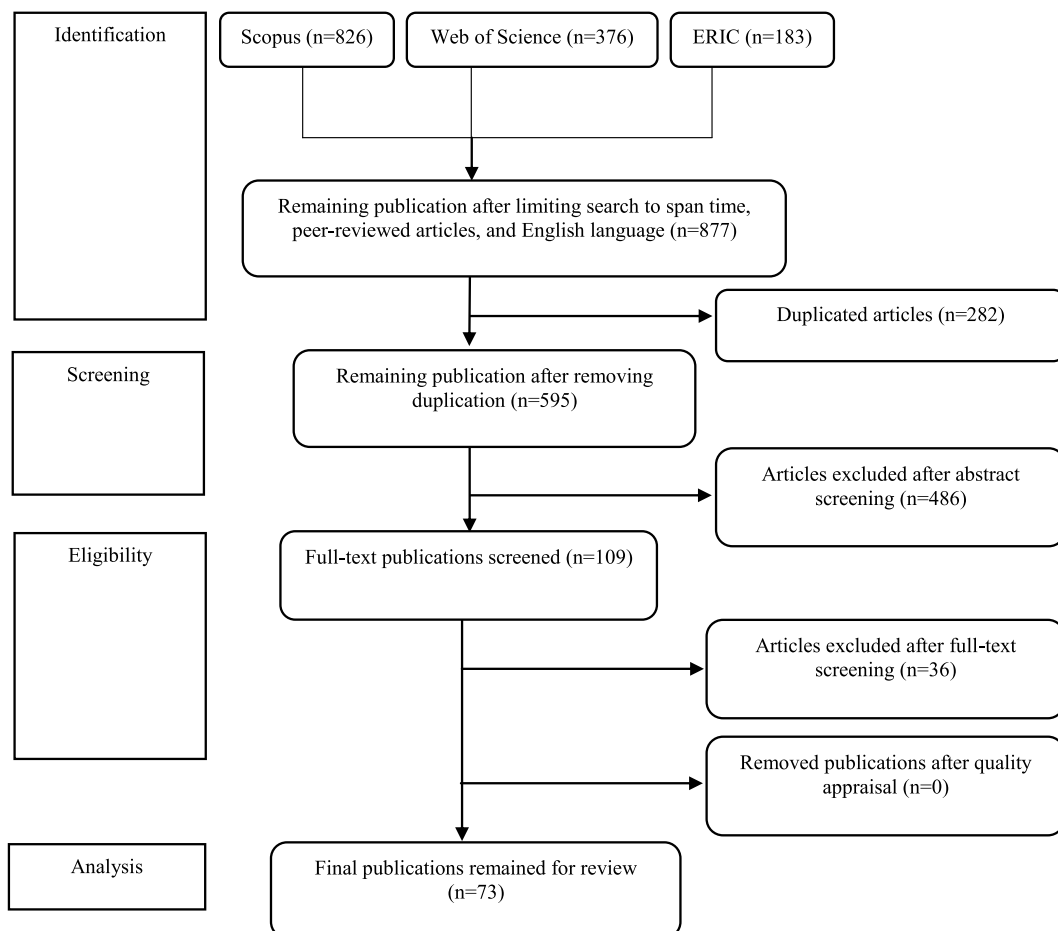 Identification
Scopus (n=826)
Web of Science (n=376)
ERIC (n=183)
Remaining publication after limiting search to span time,
peer-reviewed articles, and English language (n=877)
Duplicated articles (n=282)
Screening
Remaining publication after removing
duplication (n=595)
Articles excluded after abstract
screening (n=486)
Eligibility
Full-text publications screened (n=109)
Articles excluded after full-text
screening (n=36)
Removed publications after quality
appraisal (n=0)
Analysis
Final publications remained for review
(n=73)